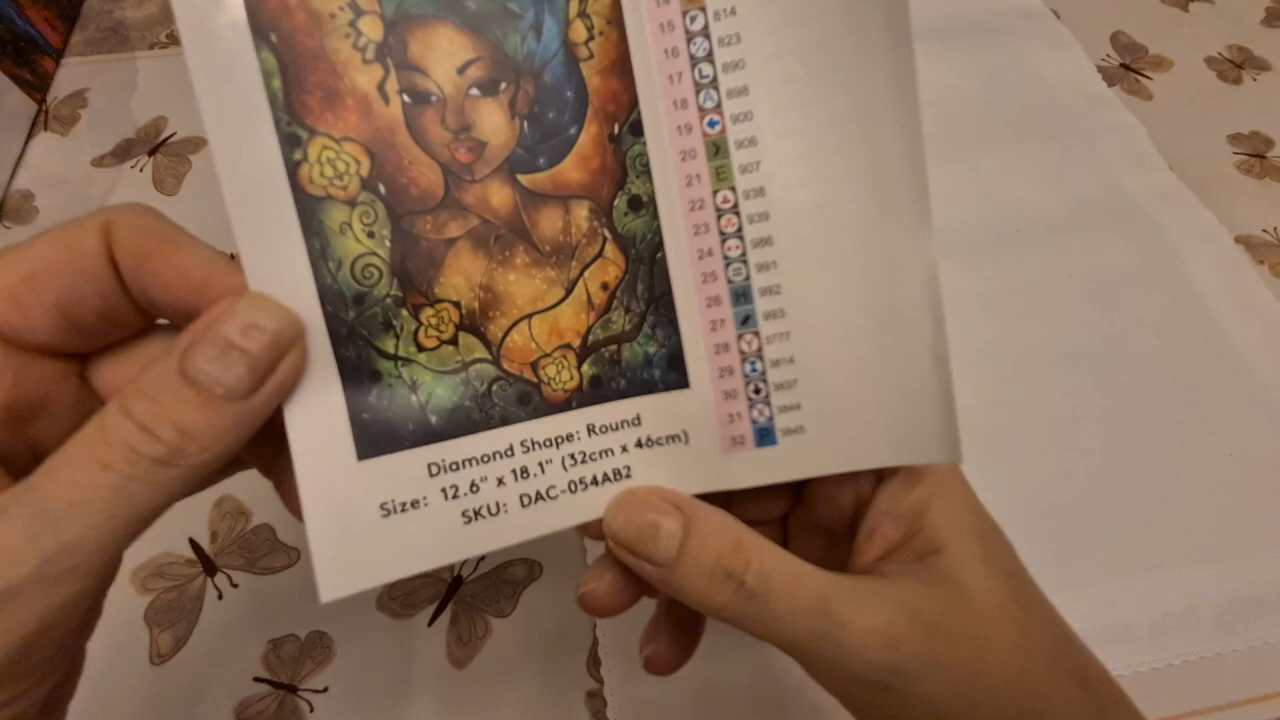 14
15 814
16 823
17 L 890
18 A 898
19 900
20 906
21 E 907
22 938
23 939
24 986
25 991
26 H 992
27 993
28 Y 3777
29 I 3814
30 3837
31 X 3844
32 P 3845
Diamond Shape: Round
Size: 12.6" x 18.1" (32cm x 46cm)
SKU: DAC-054AB2